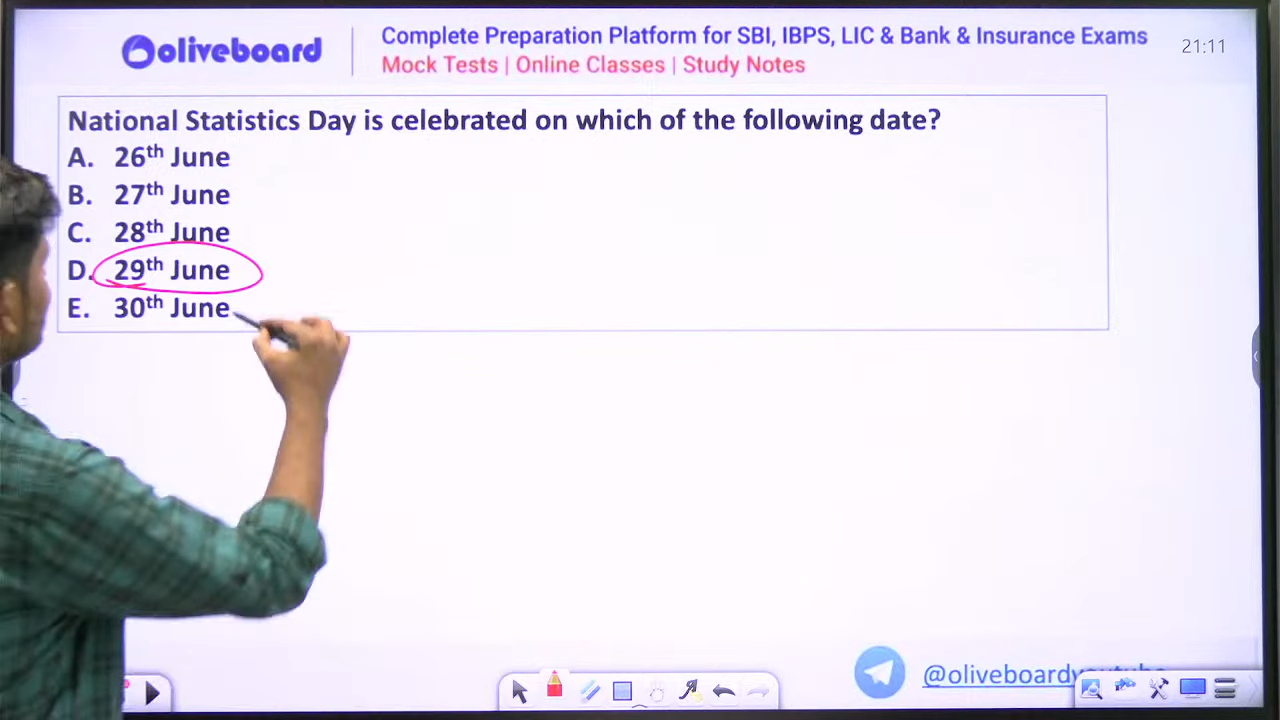 oliveboard
Complete Preparation Platform for SBI, IBPS, LIC & Bank & Insurance Exams
Mock Tests | Online Classes | Study Notes
21:11
National Statistics Day is celebrated on which of the following date?
A. 26th June
B. 27th June
C. 28th June
D. 29th June
E. 30th June